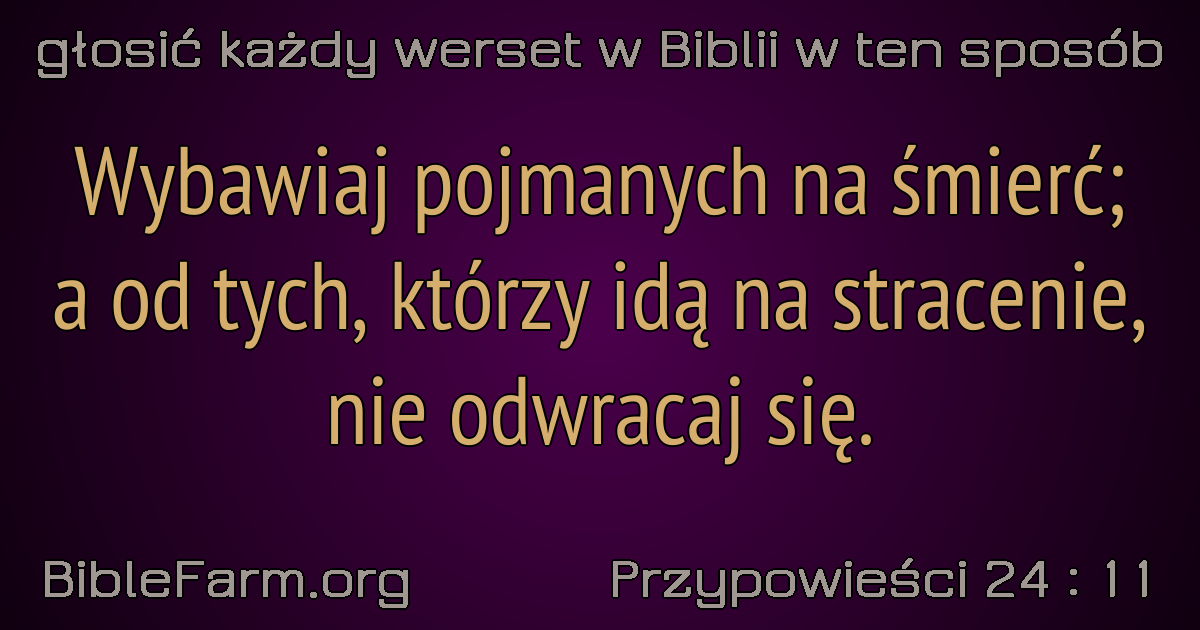 głosić każdy werset w Biblii w ten sposób
Wybawiaj pojmanych na śmierć;
a od tych, którzy idą na stracenie,
nie odwracaj się.
BibleFarm.org
Przypowieści 24 : 11